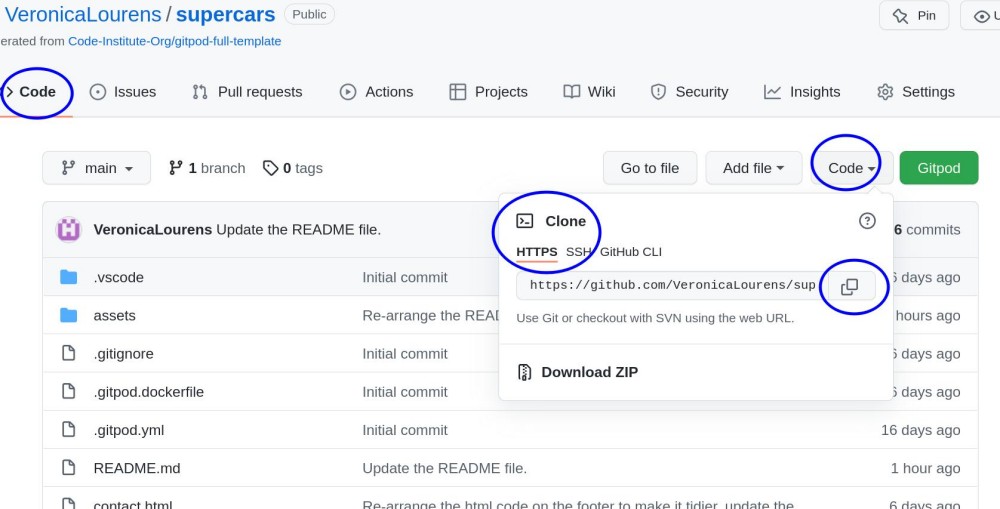 VeronicaLourens / supercars Public Pin
erated from Code-Institute-Org/gitpod-full-template
Code Issues Pull requests Actions Projects Wiki Security Insights Settings
main 1 branch 0 tags Go to file Add file Code Gitpod
VeronicaLourens Update the README file. 6 commits
Clone
HTTPS SSH GitHub CLI
https://github.com/VeronicaLourens/sup
Use Git or checkout with SVN using the web URL.
Download ZIP
.vscode Initial commit 6 days ago
assets Re-arrange the READ hours ago
.gitignore Initial commit 6 days ago
.gitpod.dockerfile Initial commit 6 days ago
.gitpod.yml Initial commit 16 days ago
README.md Update the README file. 1 hour ago
contact.html Re-arrange the html code on the footer to make it tidier, update the 6 days ago